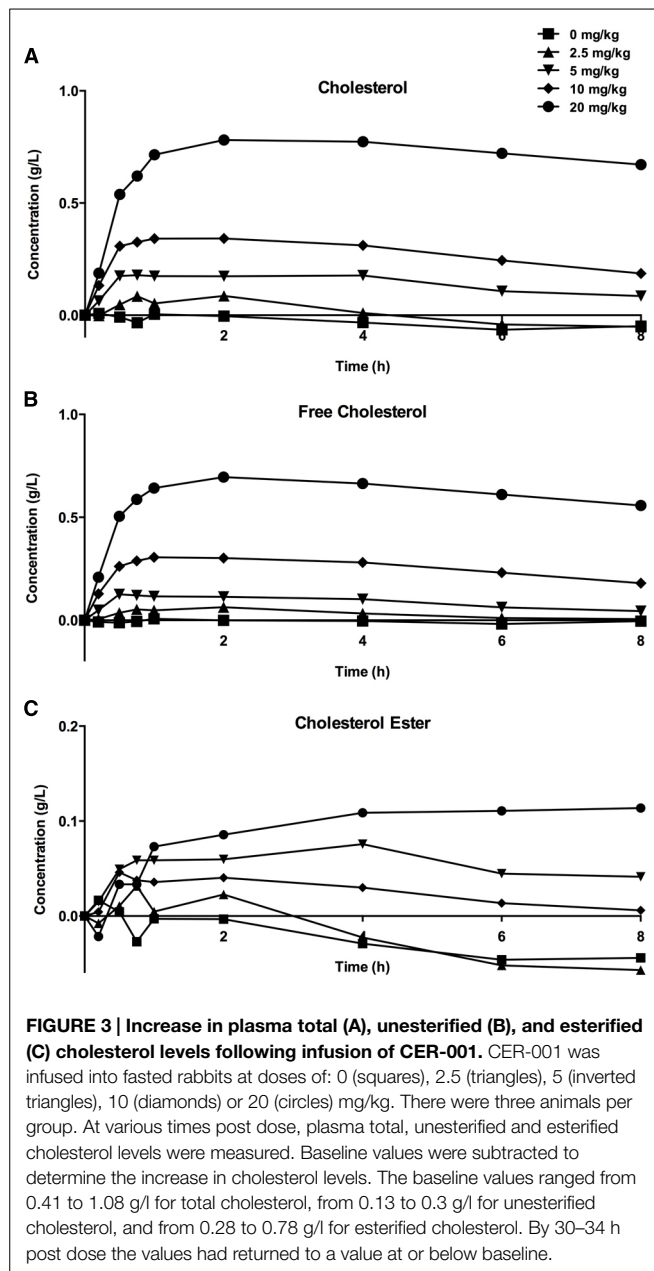 A
0 mg/kg
2.5 mg/kg
5 mg/kg
10 mg/kg
20 mg/kg
Cholesterol
1.0
0.5
0.0
Concentration (g/L)
2
4
6
8
Time (h)
B
Free Cholesterol
1.0
0.5
0.0
Concentration (g/L)
2
4
6
8
Time (h)
C
Cholesterol Ester
0.2
0.1
0.0
Concentration (g/L)
2
4
6
8
Time (h)
FIGURE 3 | Increase in plasma total (A), unesterified (B), and esterified
(C) cholesterol levels following infusion of CER-001. CER-001 was
infused into fasted rabbits at doses of: 0 (squares), 2.5 (triangles), 5 (inverted
triangles), 10 (diamonds) or 20 (circles) mg/kg. There were three animals per
group. At various times post dose, plasma total, unesterified and esterified
cholesterol levels were measured. Baseline values were subtracted to
determine the increase in cholesterol levels. The baseline values ranged from
0.41 to 1.08 g/l for total cholesterol, from 0.13 to 0.3 g/l for unesterified
cholesterol, and from 0.28 to 0.78 g/l for esterified cholesterol. By 30–34 h
post dose the values had returned to a value at or below baseline.